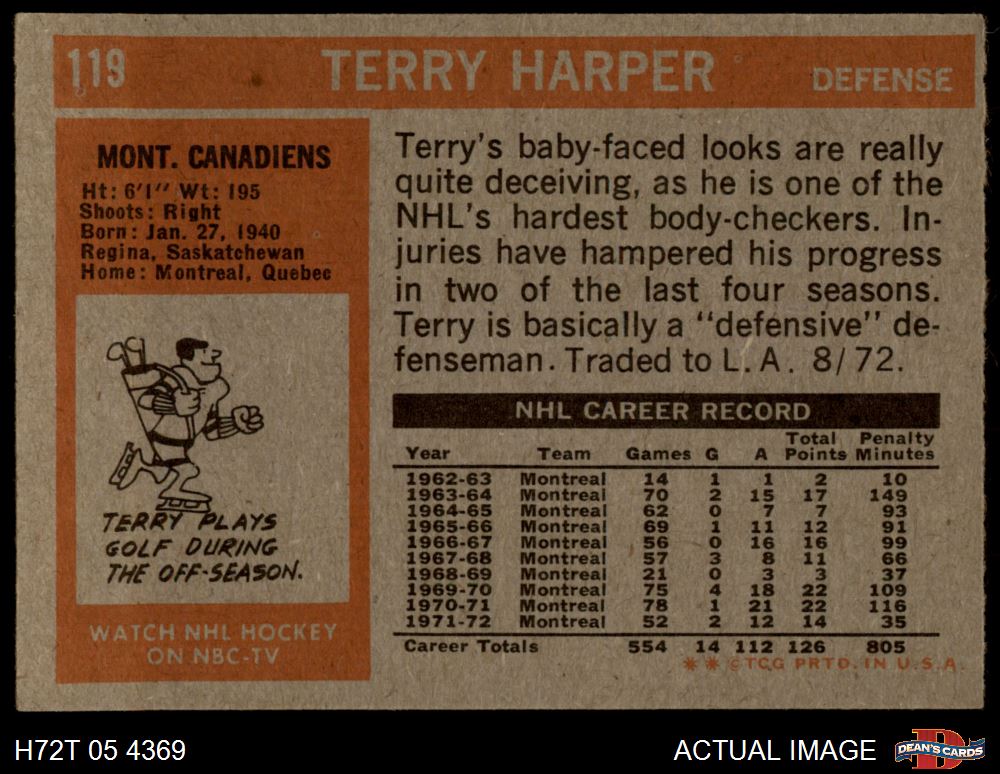 119 TERRY HARPER DEFENSE
MONT. CANADIENS
Ht: 6'1" Wt: 195
Shoots: Right
Born: Jan. 27, 1940
Regina, Saskatchewan
Home: Montreal, Quebec
TERRY PLAYS
GOLF DURING
THE OFF-SEASON.
WATCH NHL HOCKEY
ON NBC-TV
Terry's baby-faced looks are really
quite deceiving, as he is one of the
NHL's hardest body-checkers. In-
juries have hampered his progress
in two of the last four seasons.
Terry is basically a "defensive" de-
fenseman. Traded to L.A. 8/72.
NHL CAREER RECORD
Year Team Games G A Total Points Penalty Minutes
1962-63 Montreal 14 1 1 2 10
1963-64 Montreal 70 2 15 17 149
1964-65 Montreal 62 0 7 7 93
1965-66 Montreal 69 1 11 12 91
1966-67 Montreal 56 0 16 16 99
1967-68 Montreal 57 3 8 11 66
1968-69 Montreal 21 0 3 3 37
1969-70 Montreal 75 4 18 22 109
1970-71 Montreal 78 1 21 22 116
1971-72 Montreal 52 2 12 14 35
Career Totals 554 14 112 126 805
** © TCG PRTD. IN U.S.A.
H72T 05 4369 ACTUAL IMAGE D DEAN'S CARDS